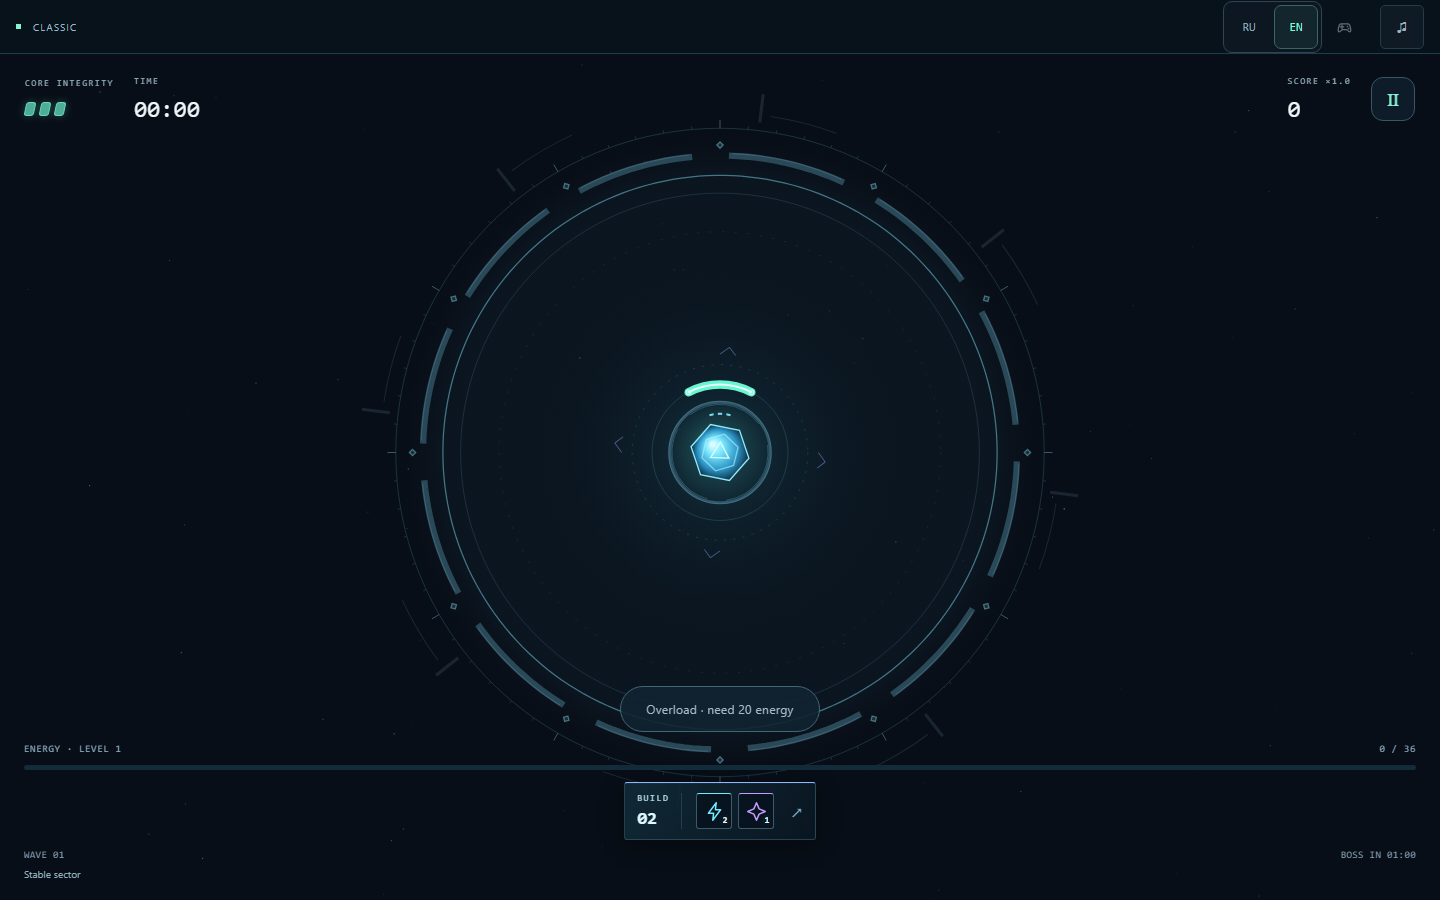 CLASSIC
RU
EN
CORE INTEGRITY
TIME
00:00
SCORE ×1.0
0
II
Overload · need 20 energy
ENERGY · LEVEL 1
0 / 36
BUILD
02
2
1
WAVE 01
BOSS IN 01:00
Stable sector